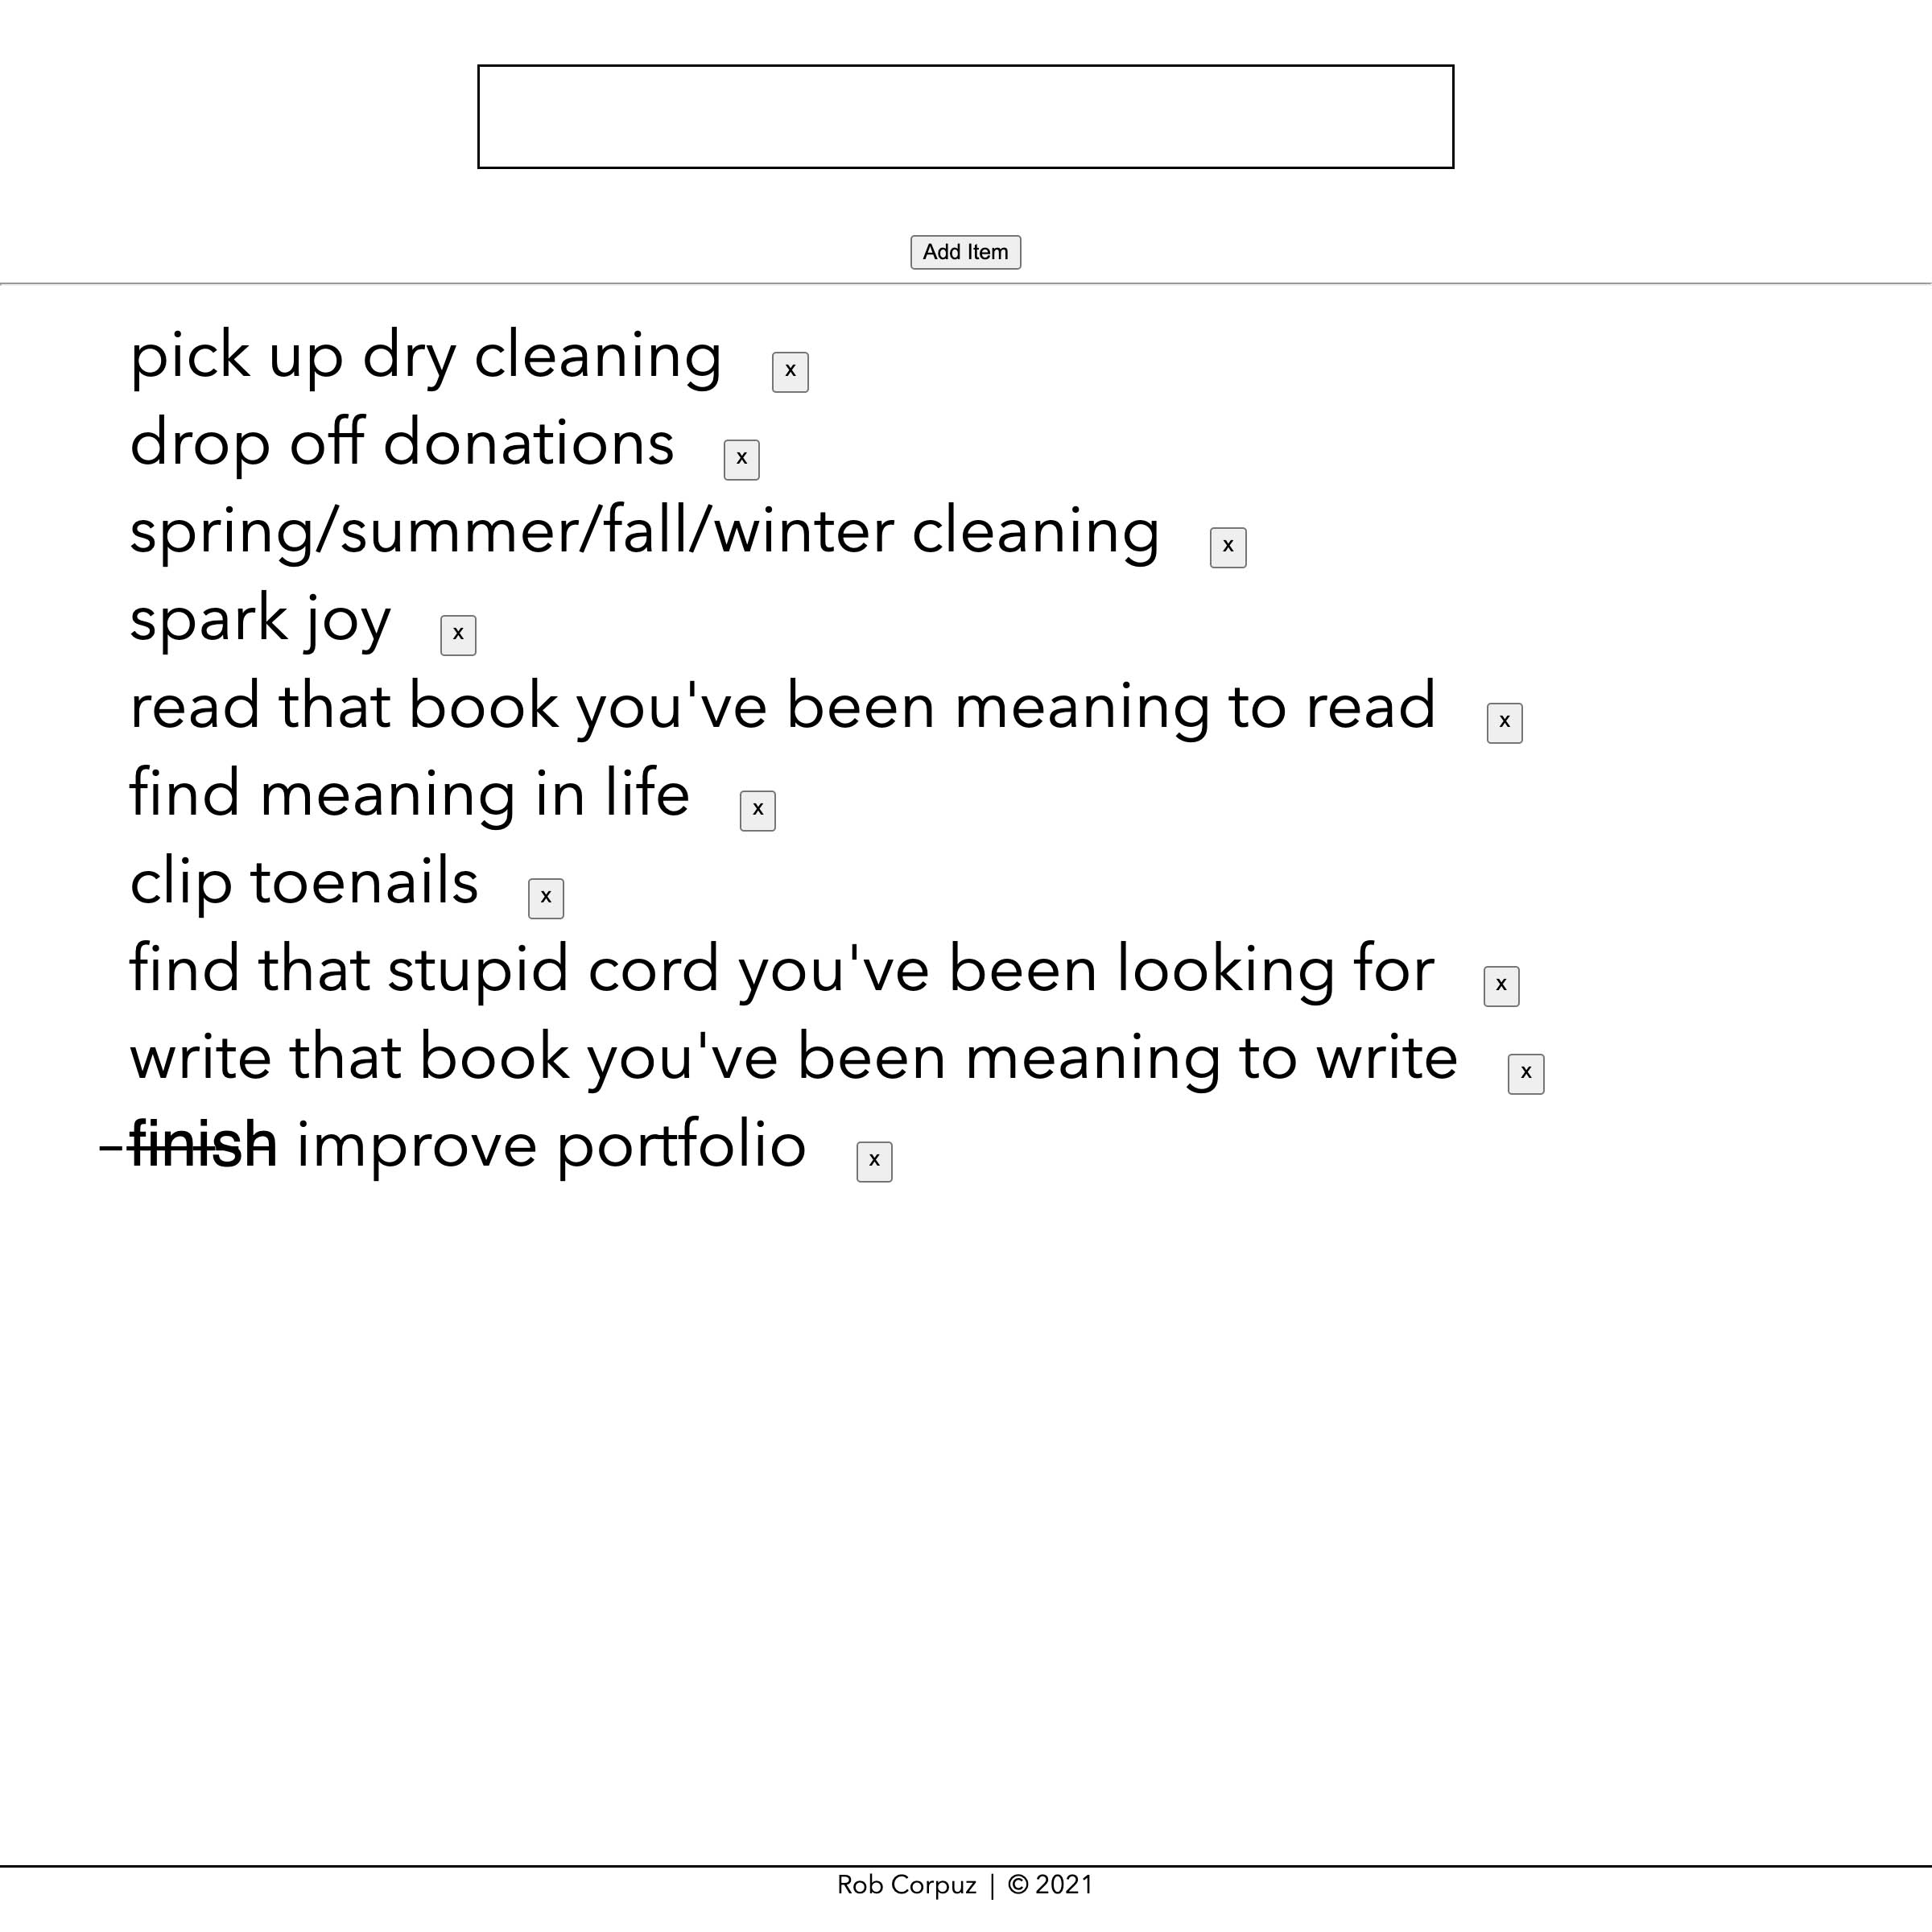 Add Item
pick up dry cleaning x
drop off donations x
spring/summer/fall/winter cleaning x
spark joy x
read that book you've been meaning to read x
find meaning in life x
clip toenails x
find that stupid cord you've been looking for x
write that book you've been meaning to write x
–finish improve portfolio x
Rob Corpuz | © 2021